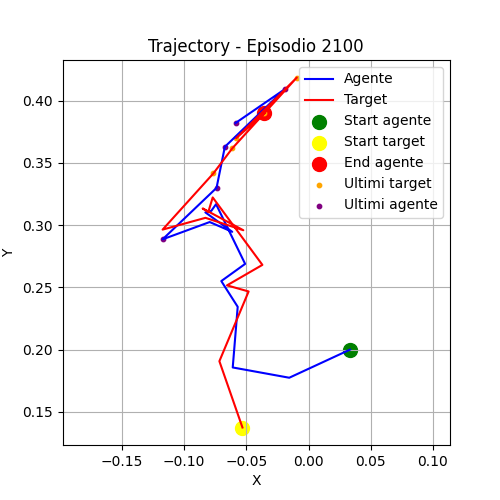 Trajectory - Episodio 2100
Agente
Target
Start agente
Start target
End agente
Ultimi target
Ultimi agente
Y
0.40
0.35
0.30
0.25
0.20
0.15
−0.15
−0.10
−0.05
0.00
0.05
0.10
X